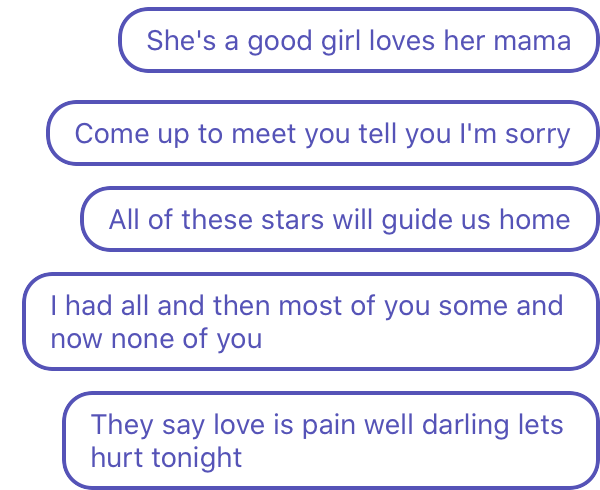 She's a good girl loves her mama
Come up to meet you tell you I'm sorry
All of these stars will guide us home
I had all and then most of you some and
now none of you
They say love is pain well darling lets
hurt tonight